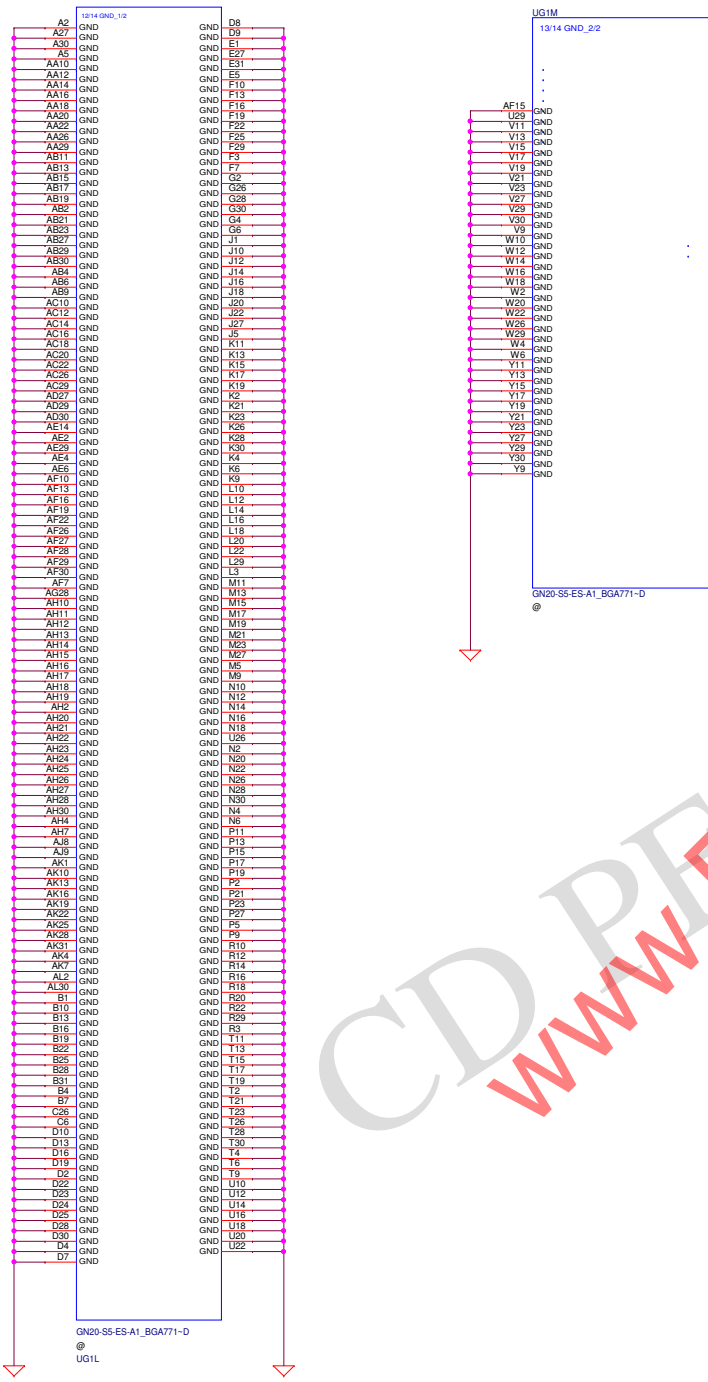 12/14 GND_1/2
A2 GND GND D8
A27 GND GND D9
A30 GND GND E1
A5 GND GND E27
AA10 GND GND E31
AA12 GND GND E5
AA14 GND GND F10
AA16 GND GND F13
AA18 GND GND F16
AA20 GND GND F19
AA22 GND GND F22
AA26 GND GND F25
AA29 GND GND F29
AB11 GND GND F3
AB13 GND GND F7
AB15 GND GND G2
AB17 GND GND G26
AB19 GND GND G28
AB2 GND GND G30
AB21 GND GND G4
AB23 GND GND G6
AB27 GND GND J1
AB29 GND GND J10
AB30 GND GND J12
AB4 GND GND J14
AB6 GND GND J16
AB9 GND GND J18
AC10 GND GND J20
AC12 GND GND J22
AC14 GND GND J27
AC16 GND GND J5
AC18 GND GND K11
AC20 GND GND K13
AC22 GND GND K15
AC26 GND GND K17
AC29 GND GND K19
AD27 GND GND K2
AD29 GND GND K21
AD30 GND GND K23
AE14 GND GND K26
AE2 GND GND K28
AE29 GND GND K30
AE4 GND GND K4
AE6 GND GND K6
AF10 GND GND K9
AF13 GND GND L10
AF16 GND GND L12
AF19 GND GND L14
AF22 GND GND L16
AF26 GND GND L18
AF27 GND GND L20
AF28 GND GND L22
AF29 GND GND L29
AF30 GND GND L3
AF7 GND GND M11
AG28 GND GND M13
AH10 GND GND M15
AH11 GND GND M17
AH12 GND GND M19
AH13 GND GND M21
AH14 GND GND M23
AH15 GND GND M27
AH16 GND GND M5
AH17 GND GND M9
AH18 GND GND N10
AH19 GND GND N12
AH2 GND GND N14
AH20 GND GND N16
AH21 GND GND N18
AH22 GND GND U26
AH23 GND GND N2
AH24 GND GND N20
AH25 GND GND N22
AH26 GND GND N26
AH27 GND GND N28
AH28 GND GND N30
AH30 GND GND N4
AH4 GND GND N6
AH7 GND GND P11
AJ8 GND GND P13
AJ9 GND GND P15
AK1 GND GND P17
AK10 GND GND P19
AK13 GND GND P2
AK16 GND GND P21
AK19 GND GND P23
AK22 GND GND P27
AK25 GND GND P5
AK28 GND GND P9
AK31 GND GND R10
AK4 GND GND R12
AK7 GND GND R14
AL2 GND GND R16
AL30 GND GND R18
B1 GND GND R20
B10 GND GND R22
B13 GND GND R29
B16 GND GND R3
B19 GND GND T11
B22 GND GND T13
B25 GND GND T15
B28 GND GND T17
B31 GND GND T19
B4 GND GND T2
B7 GND GND T21
C26 GND GND T23
C6 GND GND T26
D10 GND GND T28
D13 GND GND T30
D16 GND GND T4
D19 GND GND T6
D2 GND GND T9
D22 GND GND U10
D23 GND GND U12
D24 GND GND U14
D25 GND GND U16
D28 GND GND U18
D30 GND GND U20
D4 GND GND U22
D7 GND
GN20-S5-ES-A1_BGA771~D
@
UG1L
UG1M
13/14 GND_2/2
AF15 GND
U29 GND
V11 GND
V13 GND
V15 GND
V17 GND
V19 GND
V21 GND
V23 GND
V27 GND
V29 GND
V30 GND
V9 GND
W10 GND
W12 GND
W14 GND
W16 GND
W18 GND
W2 GND
W20 GND
W22 GND
W26 GND
W29 GND
W4 GND
W6 GND
Y11 GND
Y13 GND
Y15 GND
Y17 GND
Y19 GND
Y21 GND
Y23 GND
Y27 GND
Y29 GND
Y30 GND
Y9 GND
GN20-S5-ES-A1_BGA771~D
@
CD
WWW